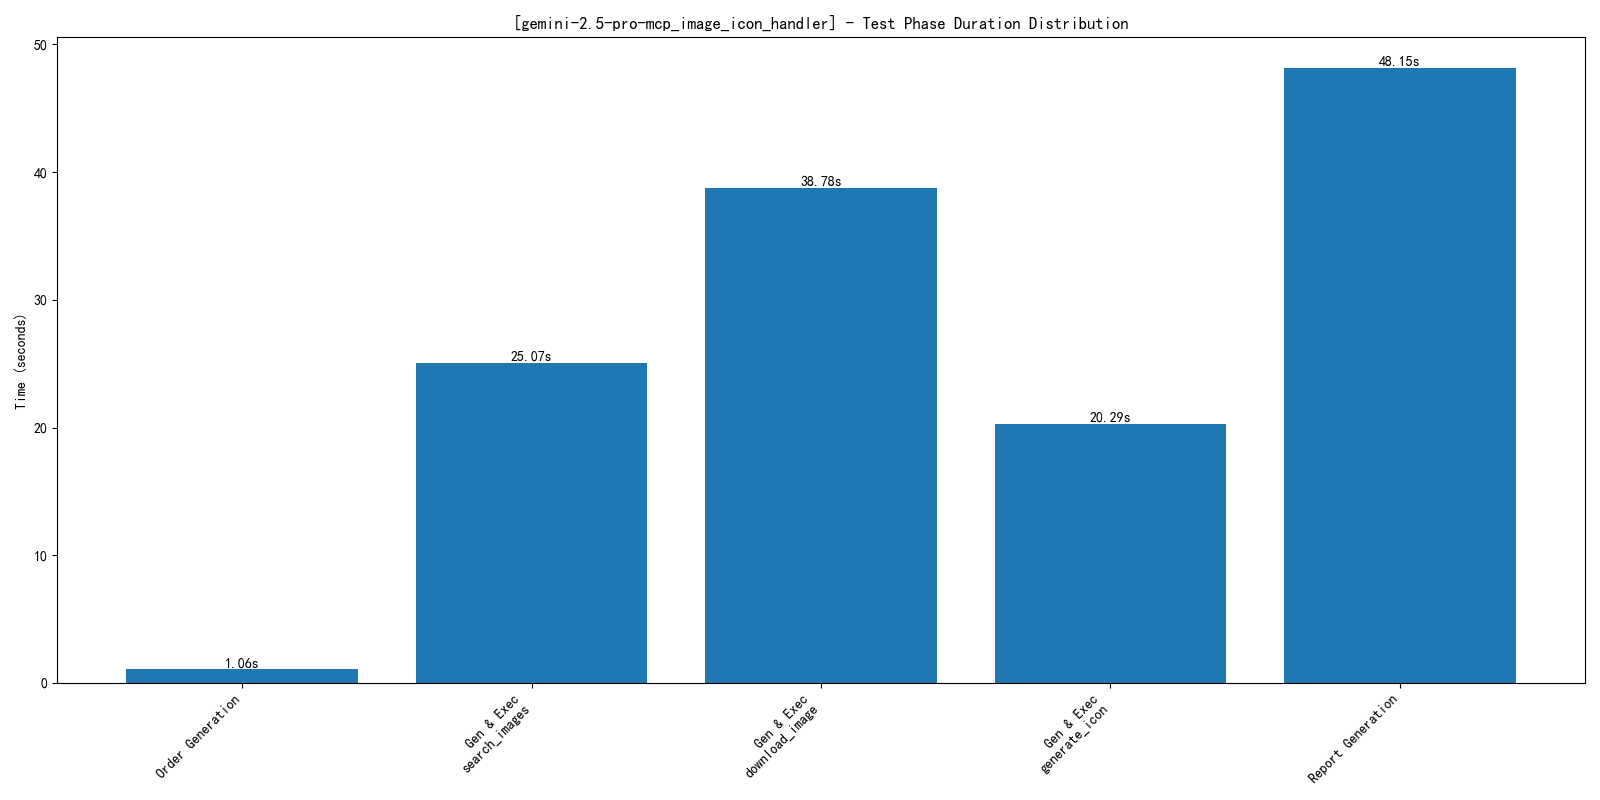 [gemini-2.5-pro-mcp_image_icon_handler] - Test Phase Duration Distribution
Time (seconds)
50
40
30
20
10
0
1.06s
25.07s
38.78s
20.29s
48.15s
Order Generation
Gen & Exec
search_images
Gen & Exec
download_image
Gen & Exec
generate_icon
Report Generation